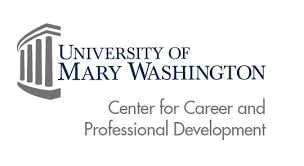 UNIVERSITY OF
MARY WASHINGTON
Center for Career and
Professional Development